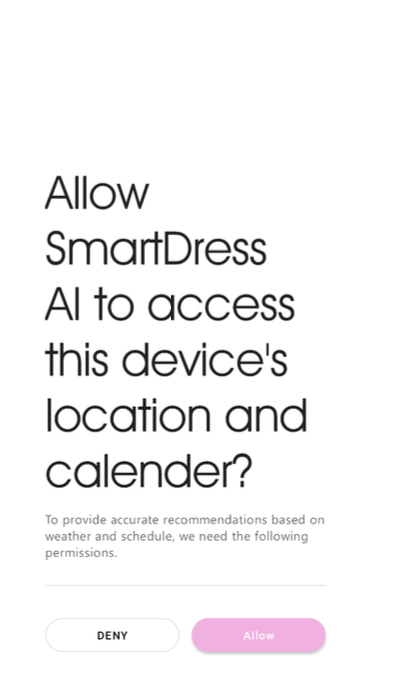 Allow
SmartDress
AI to access
this device's
location and
calender?
To provide accurate recommendations based on
weather and schedule, we need the following
permissions.
DENY
Allow